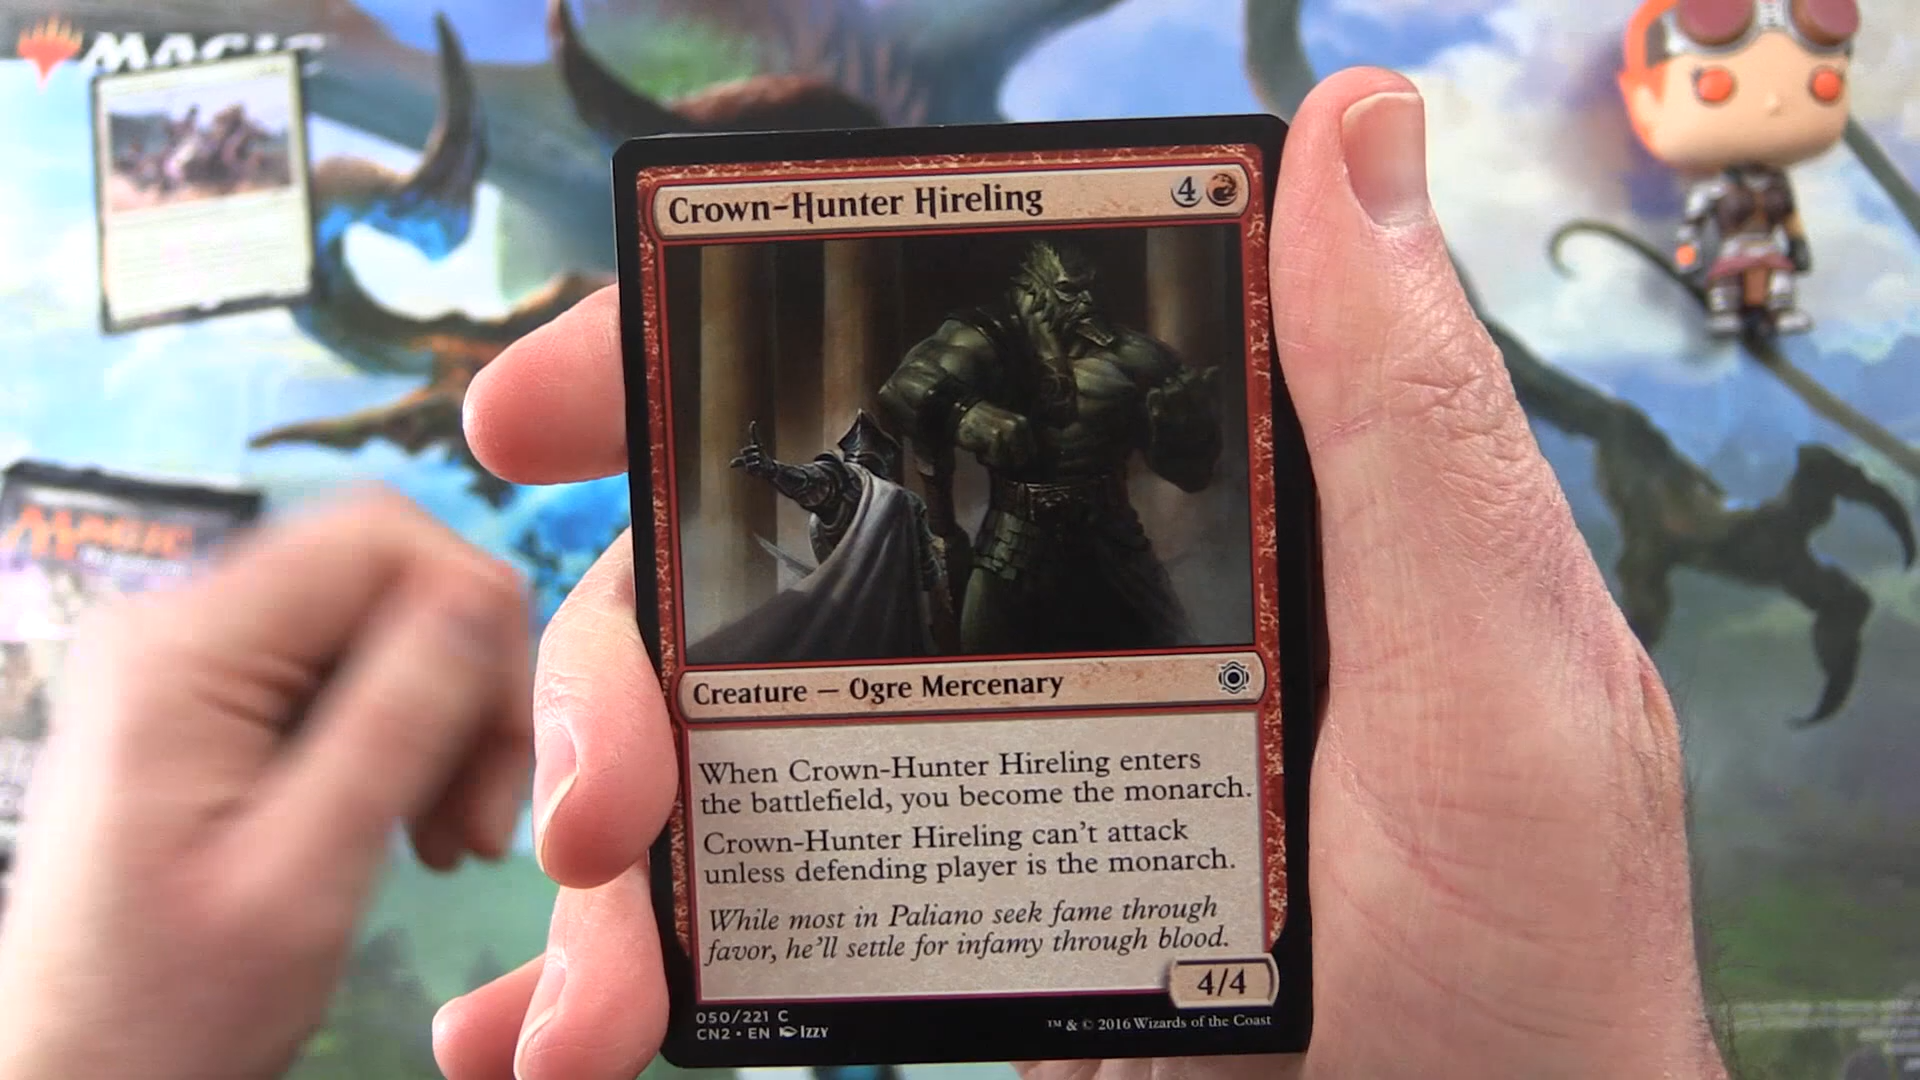 MAGIC
Crown-Hunter Hireling 4
Creature — Ogre Mercenary
When Crown-Hunter Hireling enters
the battlefield, you become the monarch.
Crown-Hunter Hireling can't attack
unless defending player is the monarch.
While most in Paliano seek fame through
favor, he'll settle for infamy through blood.
4/4
050/221 C
CN2 • EN IZZY
™ & © 2016 Wizards of the Coast
MAGIC